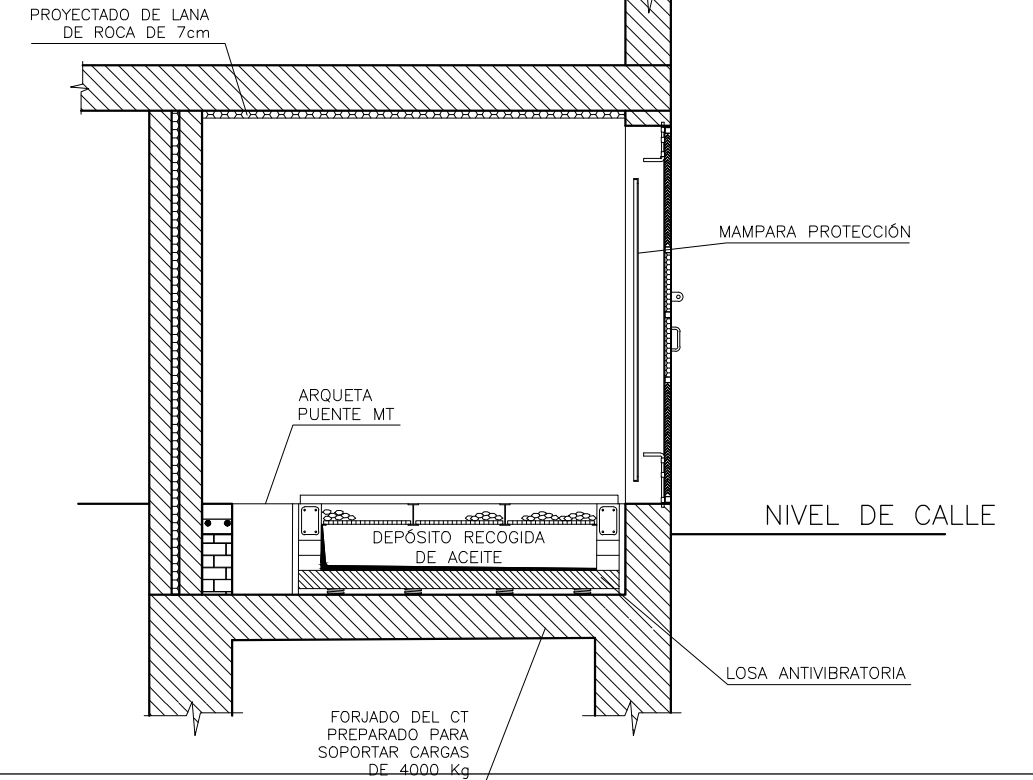 PROYECTADO DE LANA
DE ROCA DE 7cm
MAMPARA PROTECCIÓN
ARQUETA
PUENTE MT
NIVEL DE CALLE
DEPÓSITO RECOGIDA
DE ACEITE
LOSA ANTIVIBRATORIA
FORJADO DEL CT
PREPARADO PARA
SOPORTAR CARGAS
DE 4000 Kg